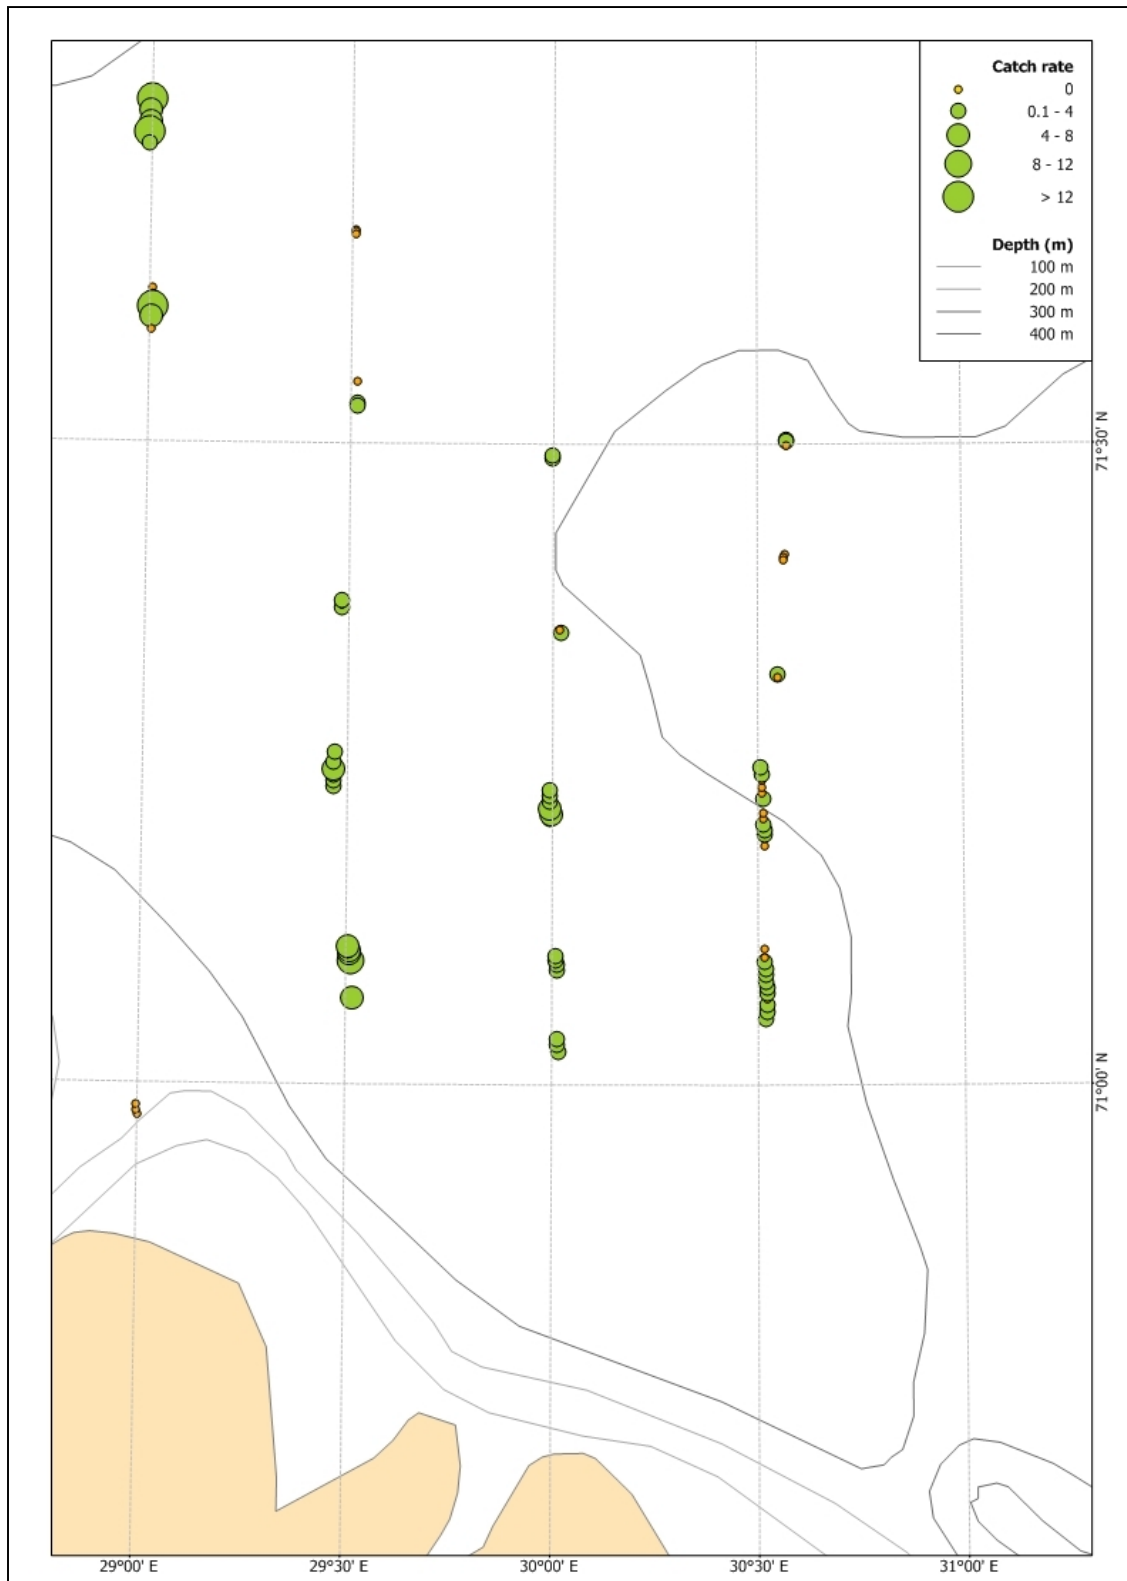 Catch rate
0
0.1 - 4
4 - 8
8 - 12
> 12
Depth (m)
100 m
200 m
300 m
400 m
71°30' N
71°00' N
29°00' E
29°30' E
30°00' E
30°30' E
31°00' E